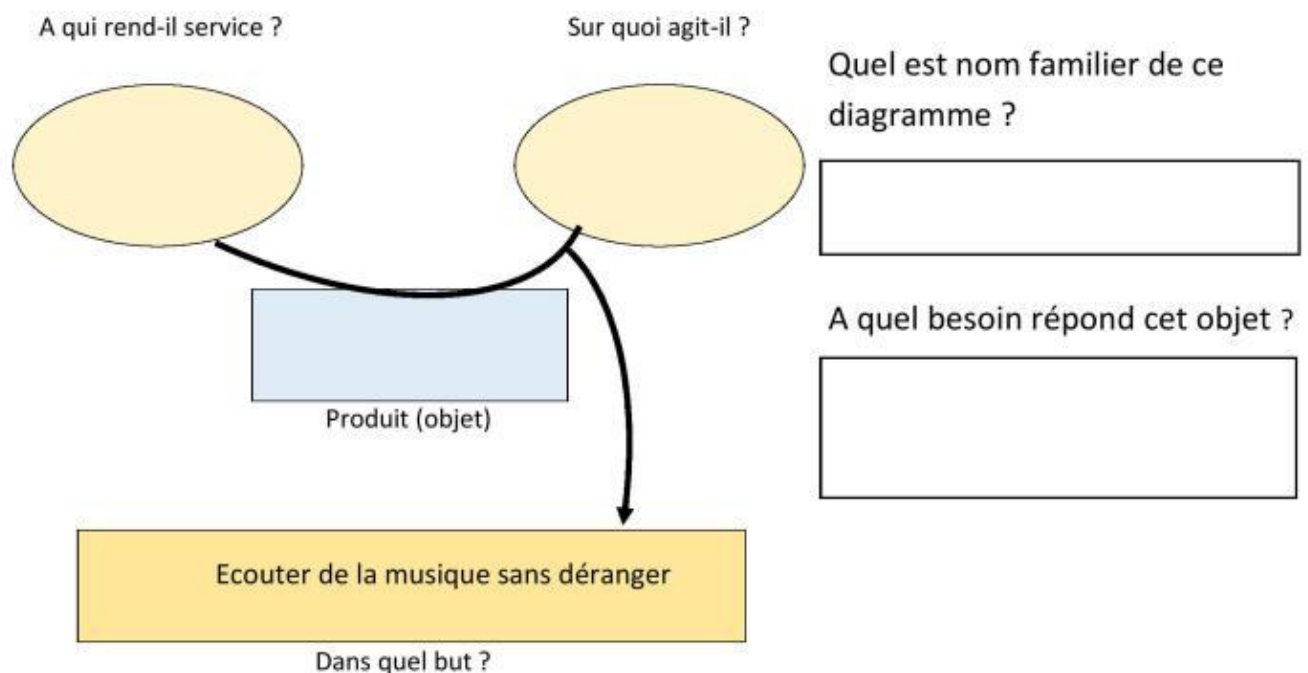 A qui rend-il service ?
Sur quoi agit-il ?
Quel est nom familier de ce
diagramme ?
A quel besoin répond cet objet ?
Produit (objet)
Ecouter de la musique sans déranger
Dans quel but ?